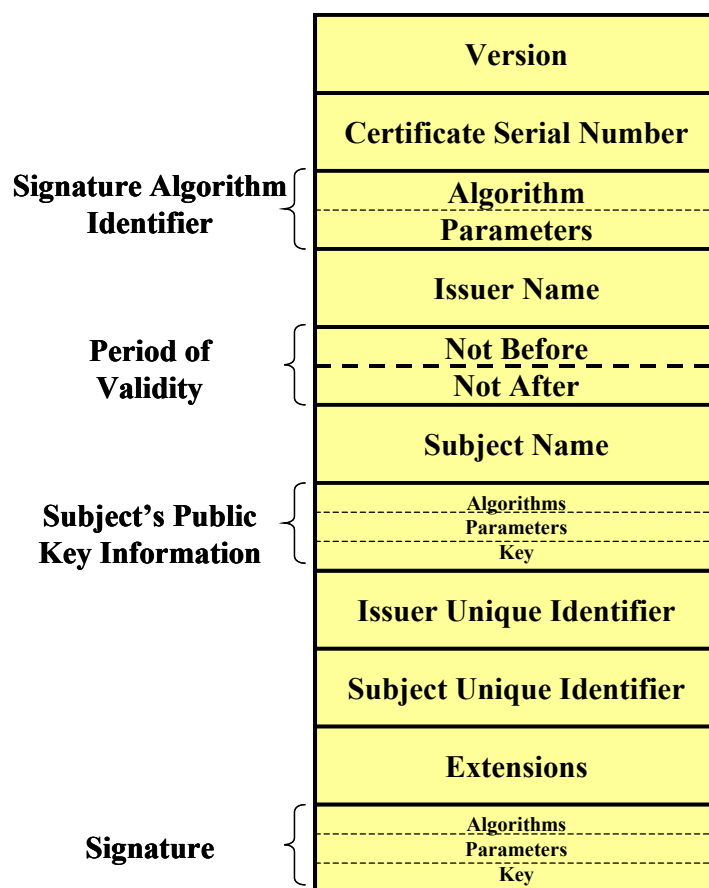 Version
Certificate Serial Number
Signature Algorithm
Identifier
Algorithm
Parameters
Issuer Name
Period of
Validity
Not Before
Not After
Subject Name
Subject's Public
Key Information
Algorithms
Parameters
Key
Issuer Unique Identifier
Subject Unique Identifier
Extensions
Signature
Algorithms
Parameters
Key